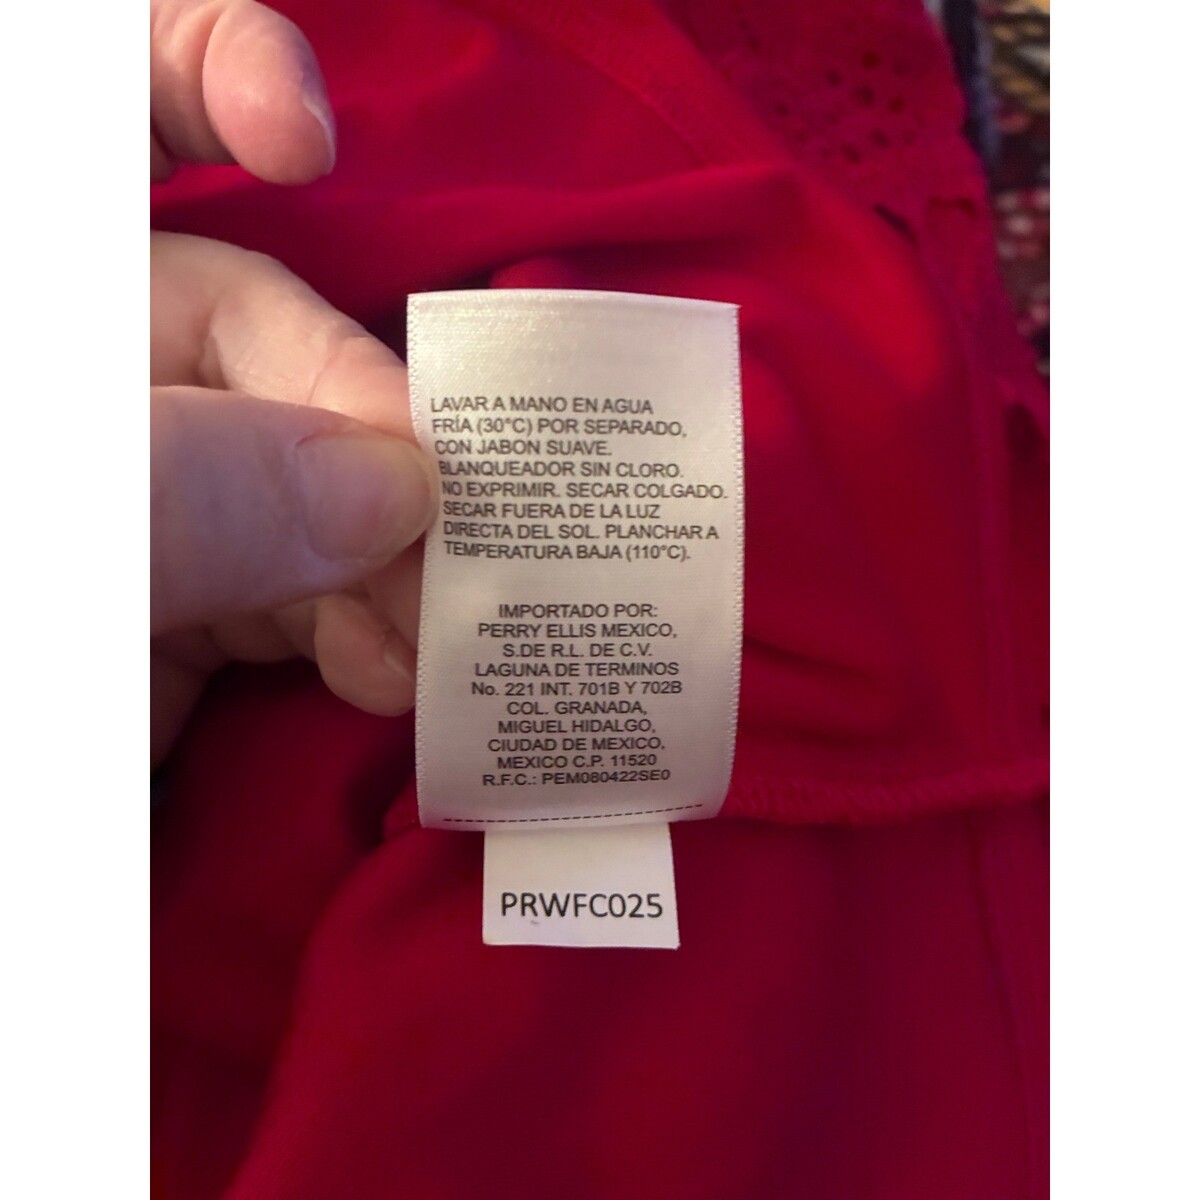 LAVAR A MANO EN AGUA
FRÍA (30°C) POR SEPARADO,
CON JABON SUAVE.
BLANQUEADOR SIN CLORO.
NO EXPRIMIR. SECAR COLGADO.
SECAR FUERA DE LA LUZ
DIRECTA DEL SOL. PLANCHAR A
TEMPERATURA BAJA (110°C).
IMPORTADO POR:
PERRY ELLIS MEXICO,
S.DE R.L. DE C.V.
LAGUNA DE TERMINOS
No. 221 INT. 701B Y 702B
COL. GRANADA,
MIGUEL HIDALGO,
CIUDAD DE MEXICO,
MEXICO C.P. 11520
R.F.C.: PEM080422SE0
PRWFC025